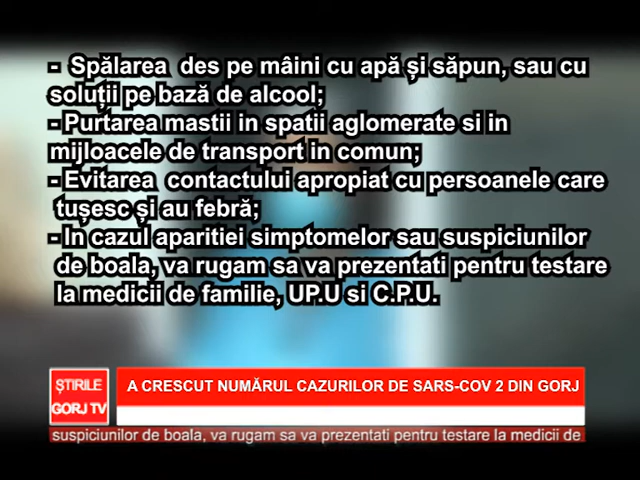 - Spălarea des pe mâini cu apă și săpun, sau cu
soluții pe bază de alcool;
- Purtarea mastii in spatii aglomerate si in
mijloacele de transport in comun;
- Evitarea contactului apropiat cu persoanele care
tușesc și au febră;
- In cazul aparitiei simptomelor sau suspiciunilor
de boala, va rugam sa va prezentati pentru testare
la medicii de familie, UP.U si C.P.U.
ȘTIRILE
GORJ TV
A CRESCUT NUMĂRUL CAZURILOR DE SARS-COV 2 DIN GORJ
suspiciunilor de boala, va rugam sa va prezentati pentru testare la medicii de